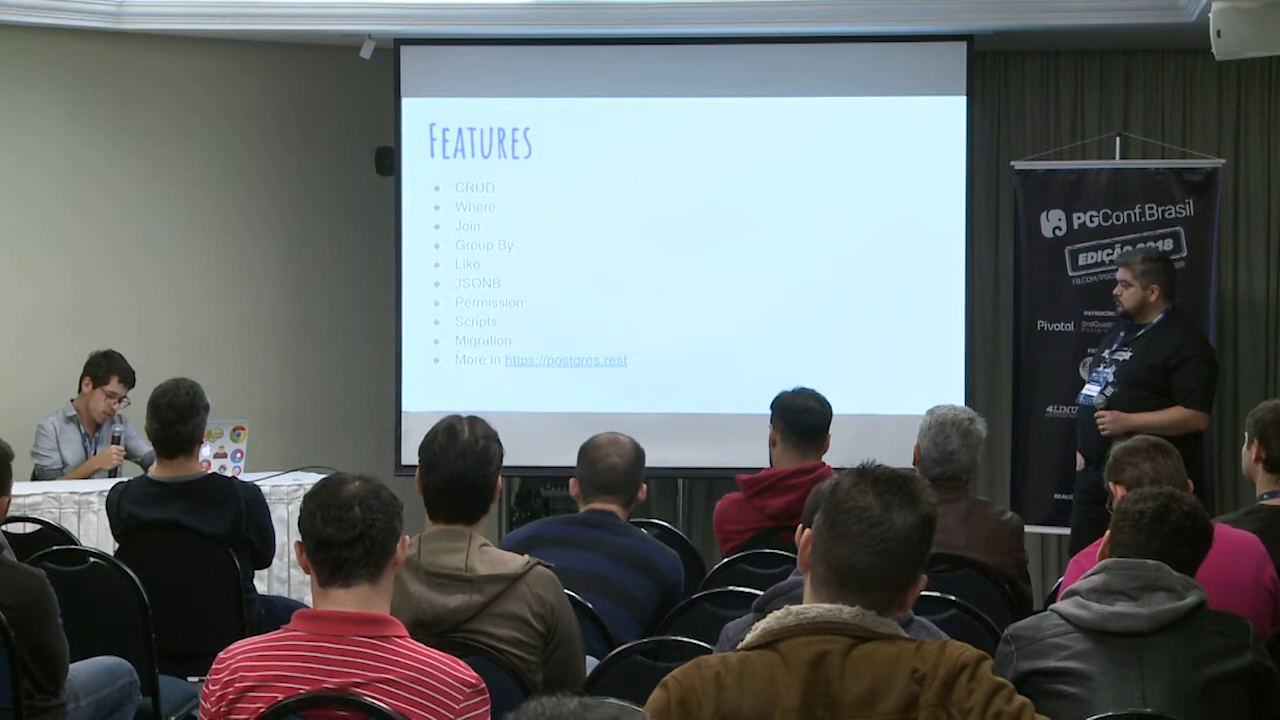 FEATURES
CRUD
Where
Join
Group By
Like
JSONB
Permission
Scripts
Migration
More in https://postgres.rest
PGConf.Brasil
EDIÇÃO 2018
Pivotal